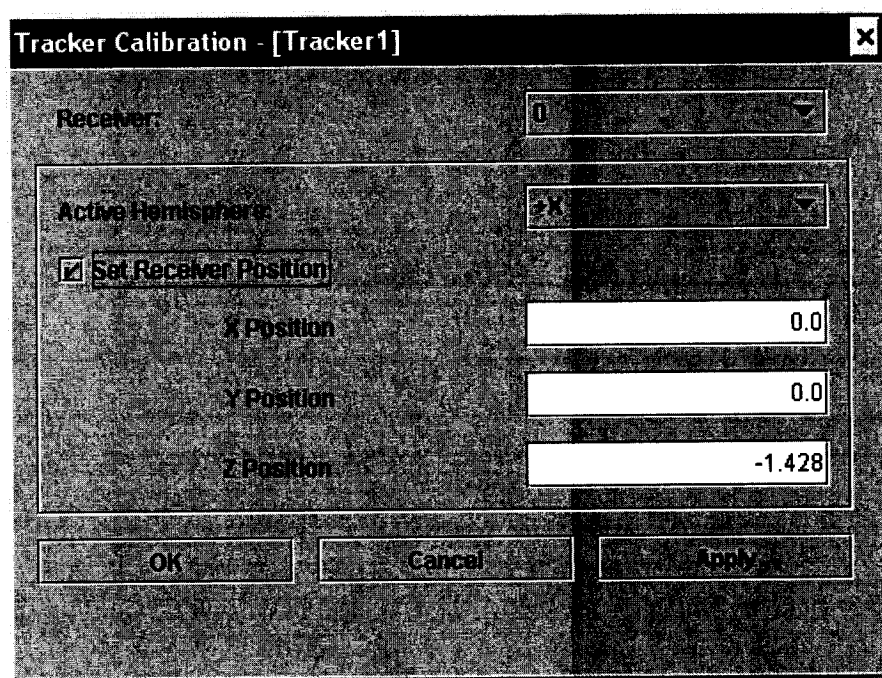 Tracker Calibration - [Tracker1]
Receiver: 0
Active Hemisphere: +X
Set Receiver Position
X Position 0.0
Y Position 0.0
Z Position -1.428
OK Cancel Apply